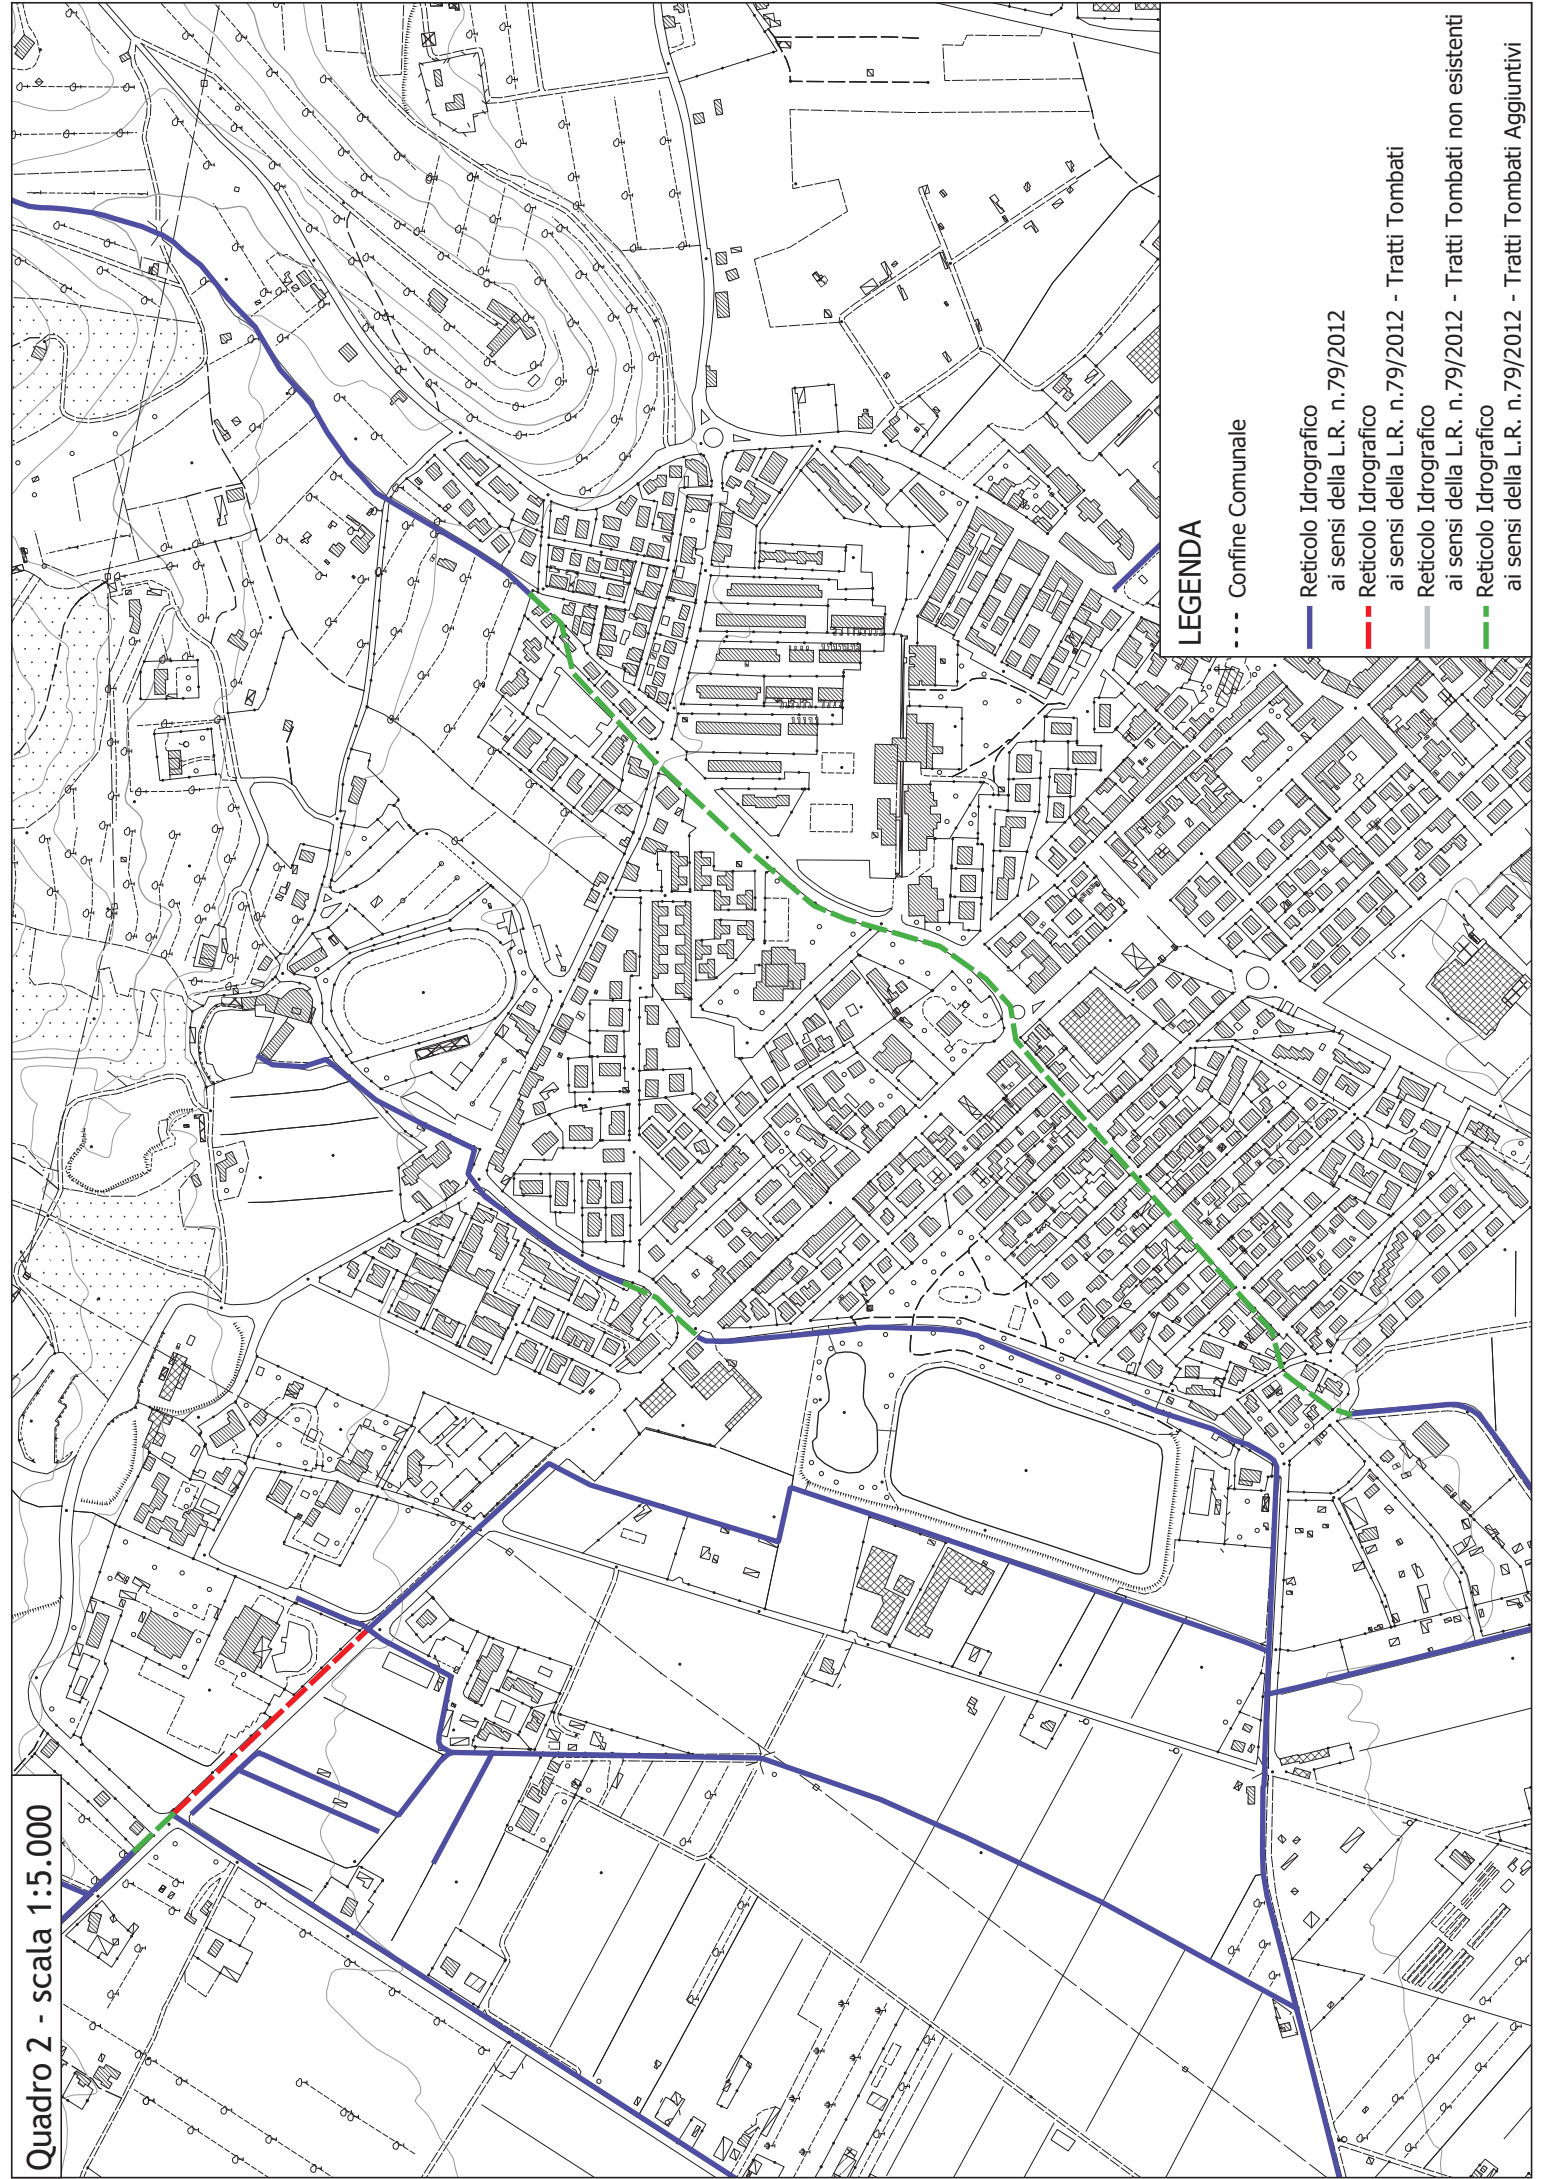 Quadro 2 - scala 1:5.000
LEGENDA
Confine Comunale
Reticolo Idrografico
ai sensi della L.R. n.79/2012
Reticolo Idrografico
ai sensi della L.R. n.79/2012 - Tratti Tombati
Reticolo Idrografico
ai sensi della L.R. n.79/2012 - Tratti Tombati non esistenti
Reticolo Idrografico
ai sensi della L.R. n.79/2012 - Tratti Tombati Aggiuntivi